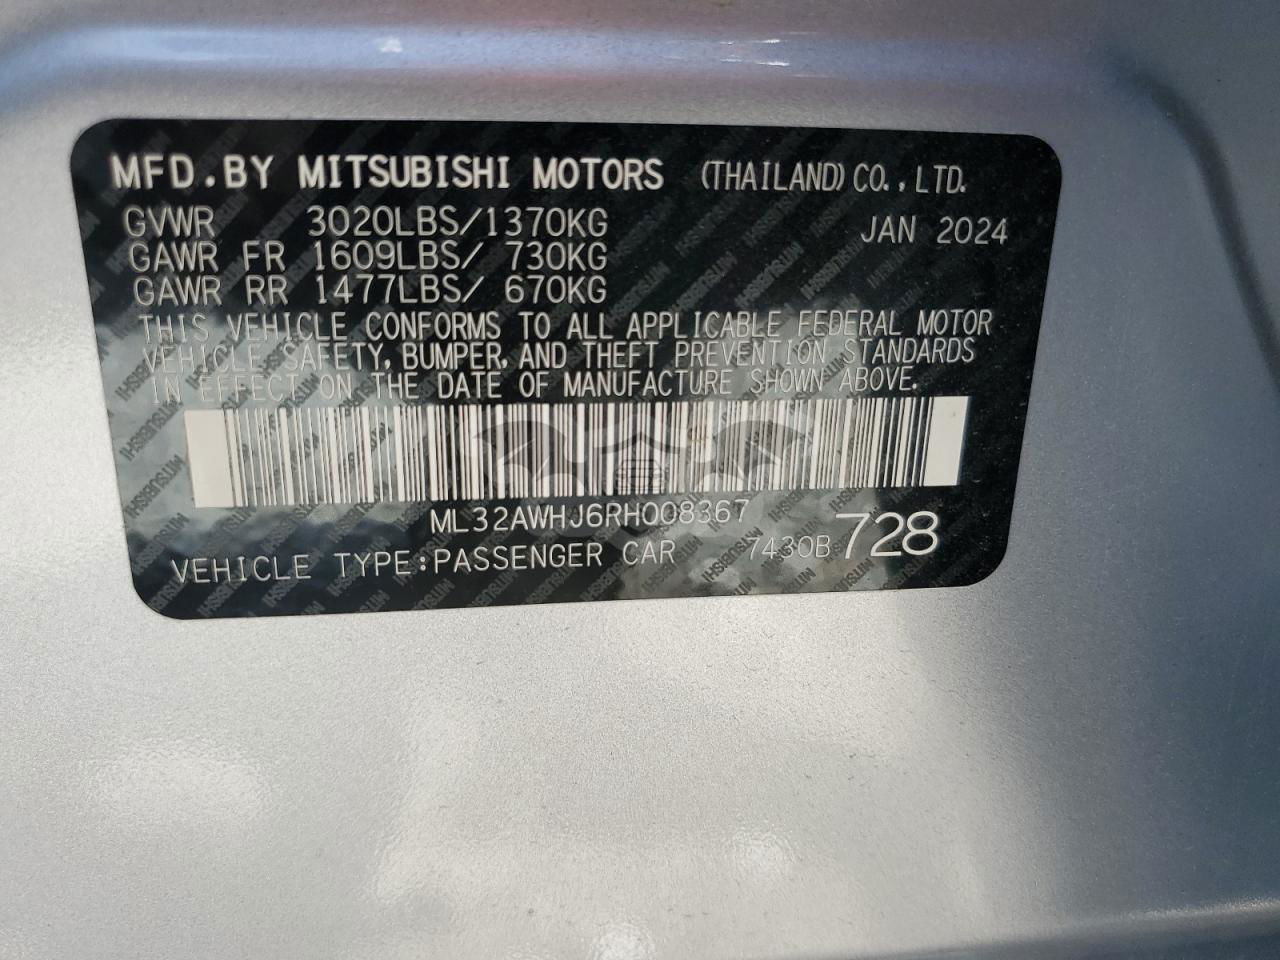 MFD.BY MITSUBISHI MOTORS (THAILAND) CO.,LTD.
GVWR 3020LBS/1370KG JAN 2024
GAWR FR 1609LBS/ 730KG
GAWR RR 1477LBS/ 670KG
THIS VEHICLE CONFORMS TO ALL APPLICABLE FEDERAL MOTOR
VEHICLE SAFETY, BUMPER, AND THEFT PREVENTION STANDARDS
IN EFFECT ON THE DATE OF MANUFACTURE SHOWN ABOVE.
ML32AWHJ6RH008367
VEHICLE TYPE:PASSENGER CAR 7430B 728